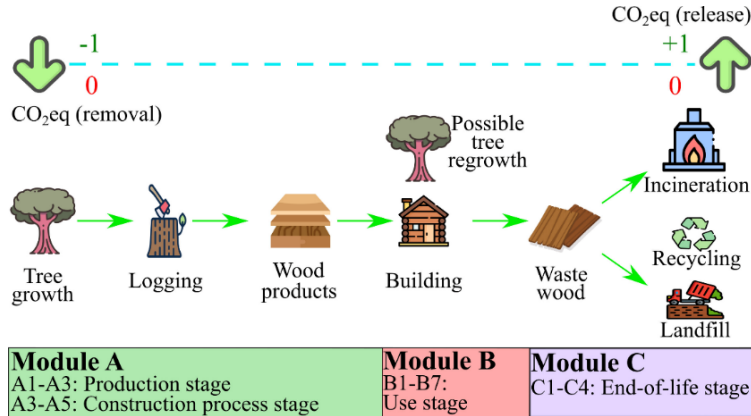 CO₂eq (release)
-1
+1
0
0
CO₂eq (removal)
Possible
tree
regrowth
Incineration
Recycling
Tree
growth
Logging
Wood
products
Building
Waste
wood
Landfill
Module A
A1-A3: Production stage
A3-A5: Construction process stage
Module B
B1-B7:
Use stage
Module C
C1-C4: End-of-life stage